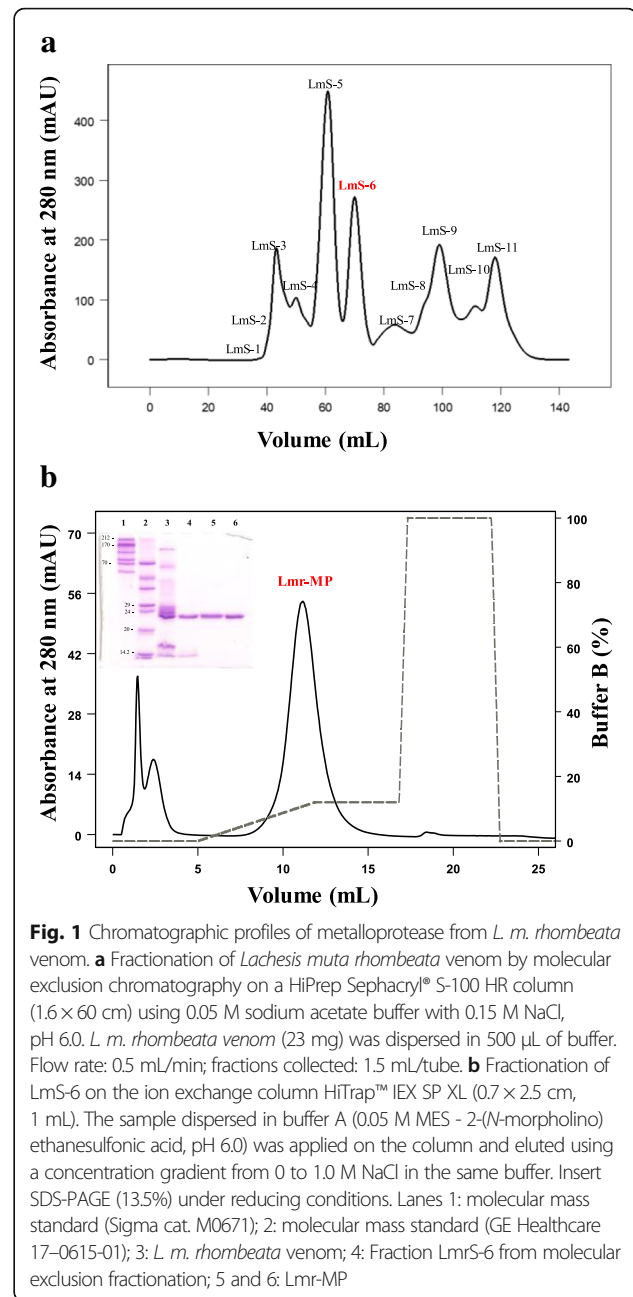 a
LmS-5
400
300
LmS-6
200
LmS-3
LmS-9
LmS-11
LmS-10
LmS-4
LmS-8
100
LmS-2
LmS-7
LmS-1
0
Absorbance at 280 nm (mAU)
0 20 40 60 80 100 120 140
Volume (mL)
b
1 2 3 4 5 6
212
170
70
29
24
20
14.2
Lmr-MP
70
56
42
28
14
0
Absorbance at 280 nm (mAU)
100
80
60
40
20
0
Buffer B (%)
0 5 10 15 20 25
Volume (mL)
Fig. 1 Chromatographic profiles of metalloprotease from L. m. rhombeata
venom. a Fractionation of Lachesis muta rhombeata venom by molecular
exclusion chromatography on a HiPrep Sephacryl® S-100 HR column
(1.6 × 60 cm) using 0.05 M sodium acetate buffer with 0.15 M NaCl,
pH 6.0. L. m. rhombeata venom (23 mg) was dispersed in 500 μL of buffer.
Flow rate: 0.5 mL/min; fractions collected: 1.5 mL/tube. b Fractionation of
LmS-6 on the ion exchange column HiTrap™ IEX SP XL (0.7 × 2.5 cm,
1 mL). The sample dispersed in buffer A (0.05 M MES - 2-(N-morpholino)
ethanesulfonic acid, pH 6.0) was applied on the column and eluted using
a concentration gradient from 0 to 1.0 M NaCl in the same buffer. Insert
SDS-PAGE (13.5%) under reducing conditions. Lanes 1: molecular mass
standard (Sigma cat. M0671); 2: molecular mass standard (GE Healthcare
17–0615-01); 3: L. m. rhombeata venom; 4: Fraction LmrS-6 from molecular
exclusion fractionation; 5 and 6: Lmr-MP